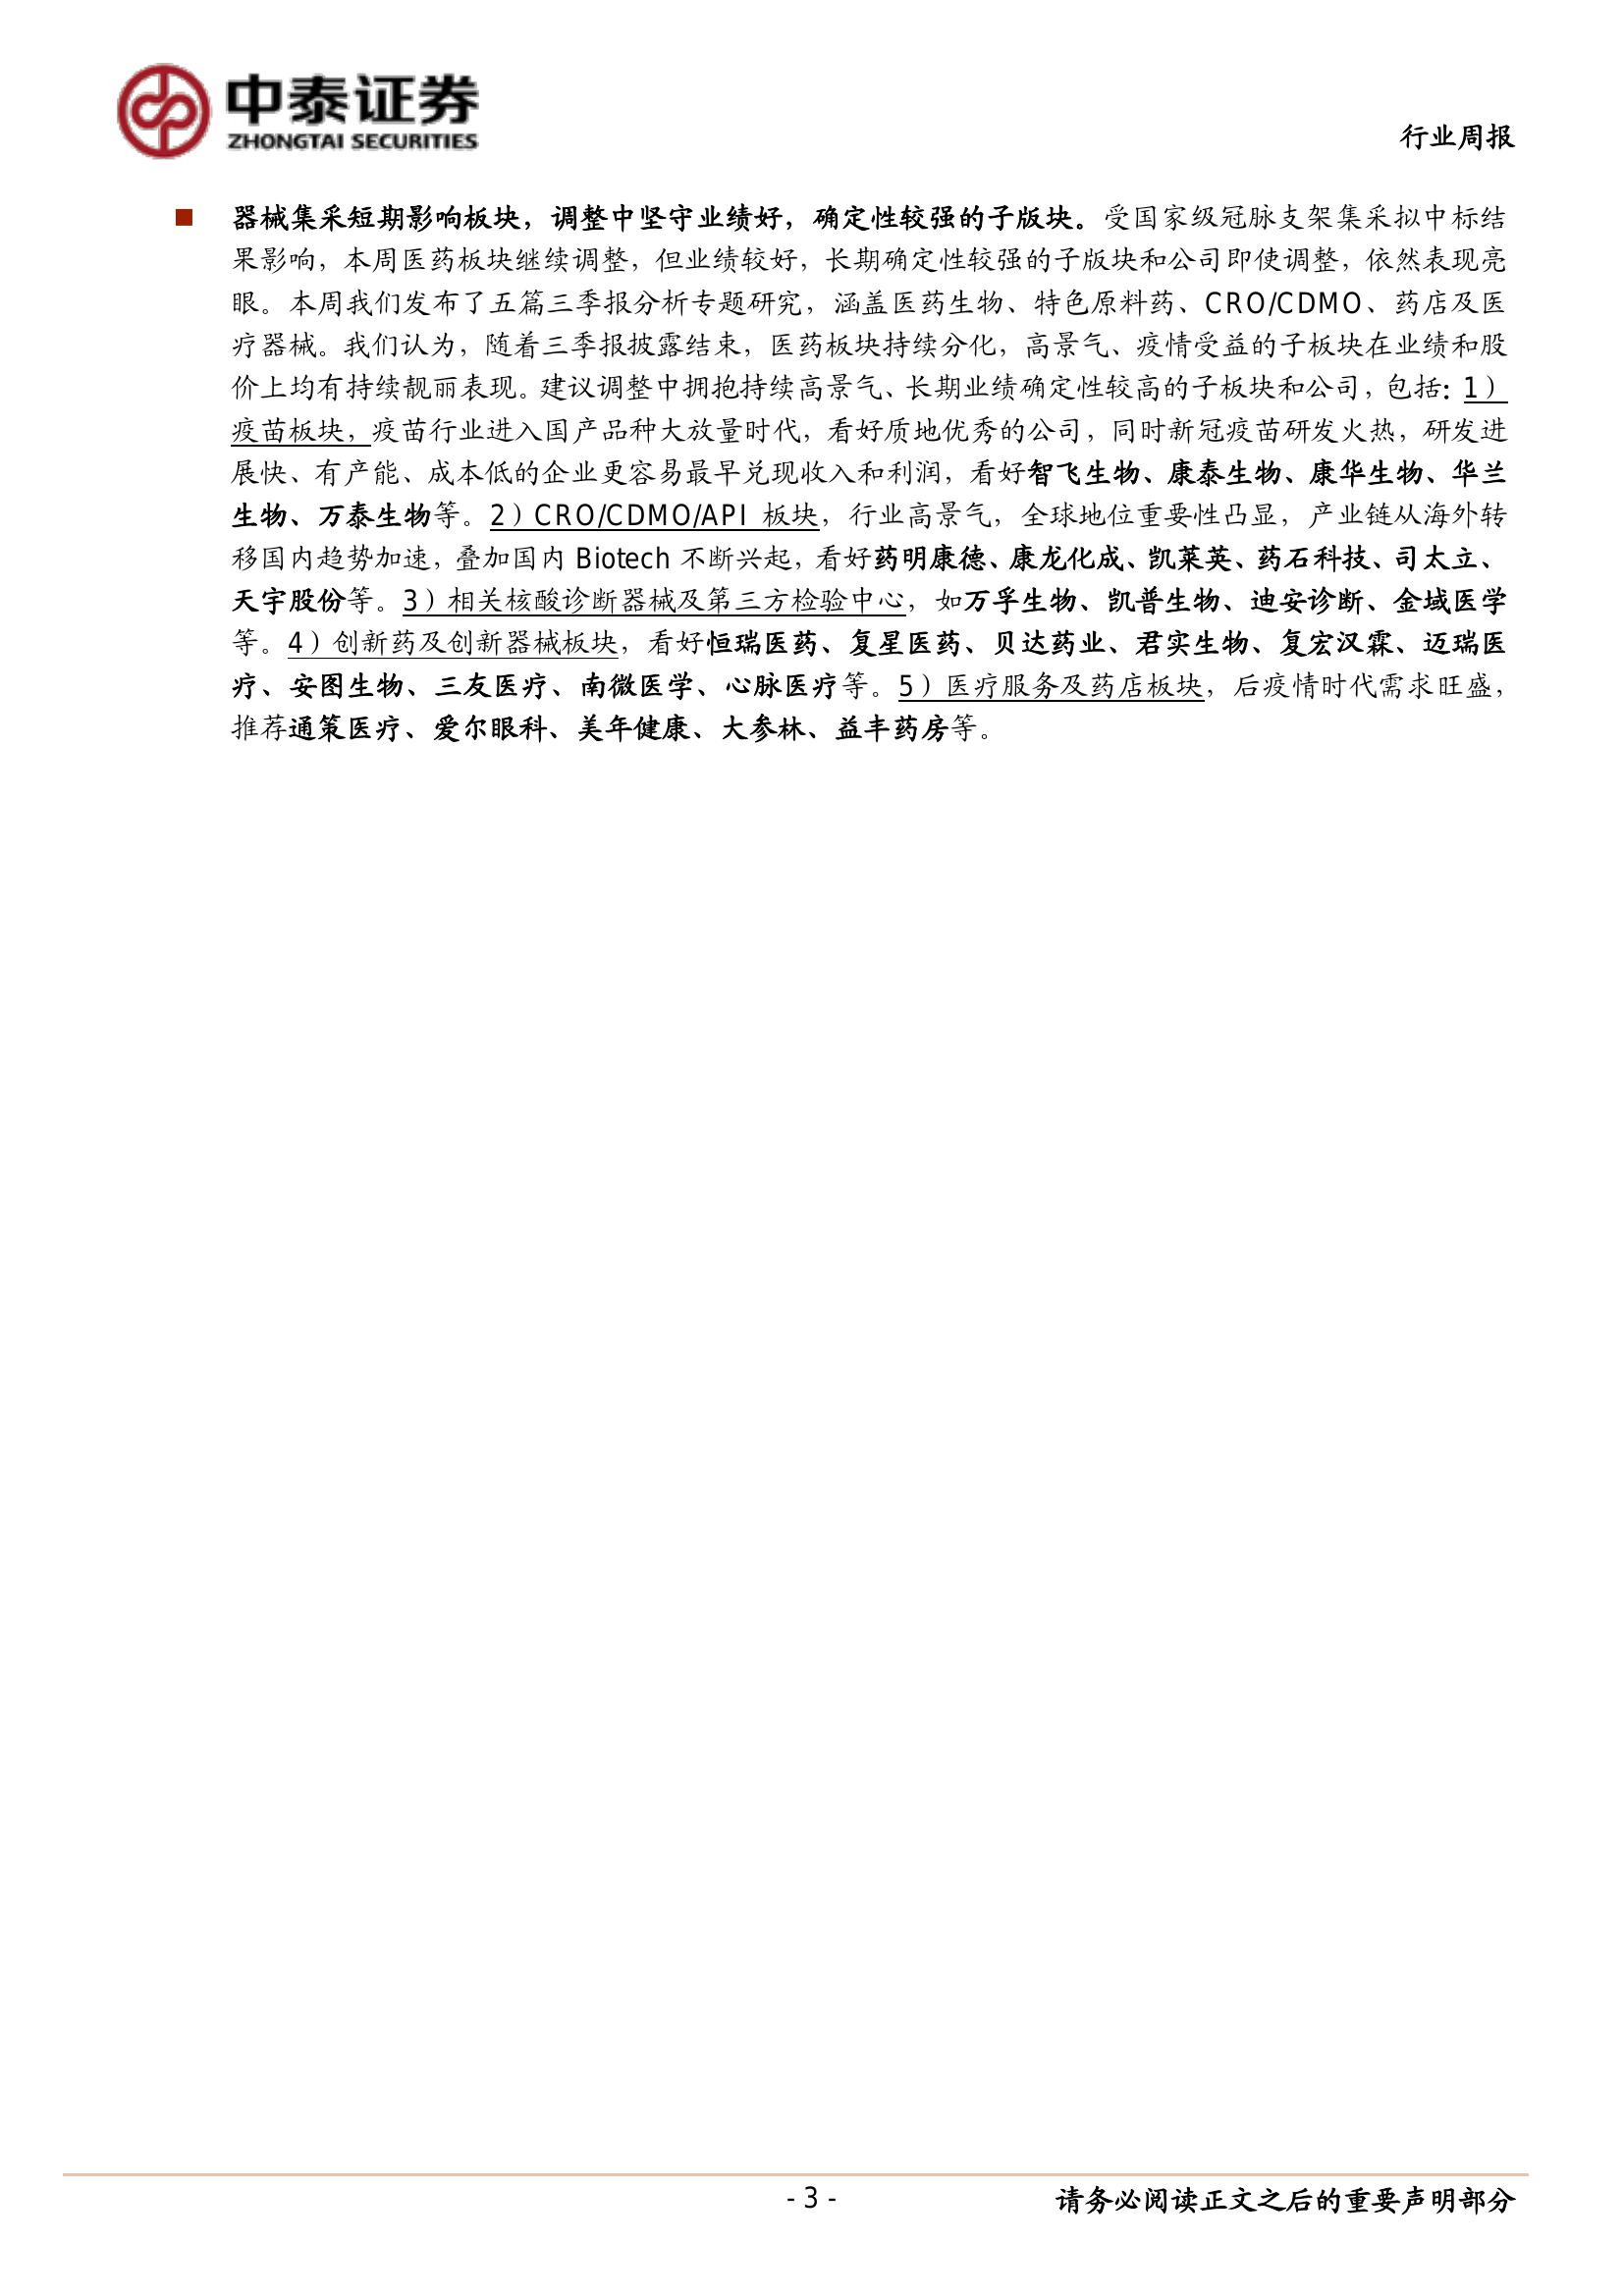 中泰证券
ZHONGTAI SECURITIES
行业周报
■ 器械集采短期影响板块，调整中坚守业绩好，确定性较强的子版块。受国家级冠脉支架集采拟中标结
果影响，本周医药板块继续调整，但业绩较好，长期确定性较强的子版块和公司即使调整，依然表现亮
眼。本周我们发布了五篇三季报分析专题研究，涵盖医药生物、特色原料药、CRO/CDMO、药店及医
疗器械。我们认为，随着三季报披露结束，医药板块持续分化，高景气、疫情受益的子板块在业绩和股
价上均有持续靓丽表现。建议调整中拥抱持续高景气、长期业绩确定性较高的子板块和公司，包括：1）
疫苗板块，疫苗行业进入国产品种大放量时代，看好质地优秀的公司，同时新冠疫苗研发火热，研发进
展快、有产能、成本低的企业更容易最早兑现收入和利润，看好智飞生物、康泰生物、康华生物、华兰
生物、万泰生物等。2）CRO/CDMO/API 板块，行业高景气，全球地位重要性凸显，产业链从海外转
移国内趋势加速，叠加国内 Biotech 不断兴起，看好药明康德、康龙化成、凯莱英、药石科技、司太立、
天宇股份等。3）相关核酸诊断器械及第三方检验中心，如万孚生物、凯普生物、迪安诊断、金域医学
等。4）创新药及创新器械板块，看好恒瑞医药、复星医药、贝达药业、君实生物、复宏汉霖、迈瑞医
疗、安图生物、三友医疗、南微医学、心脉医疗等。5）医疗服务及药店板块，后疫情时代需求旺盛，
推荐通策医疗、爱尔眼科、美年健康、大参林、益丰药房等。
- 3 -
请务必阅读正文之后的重要声明部分